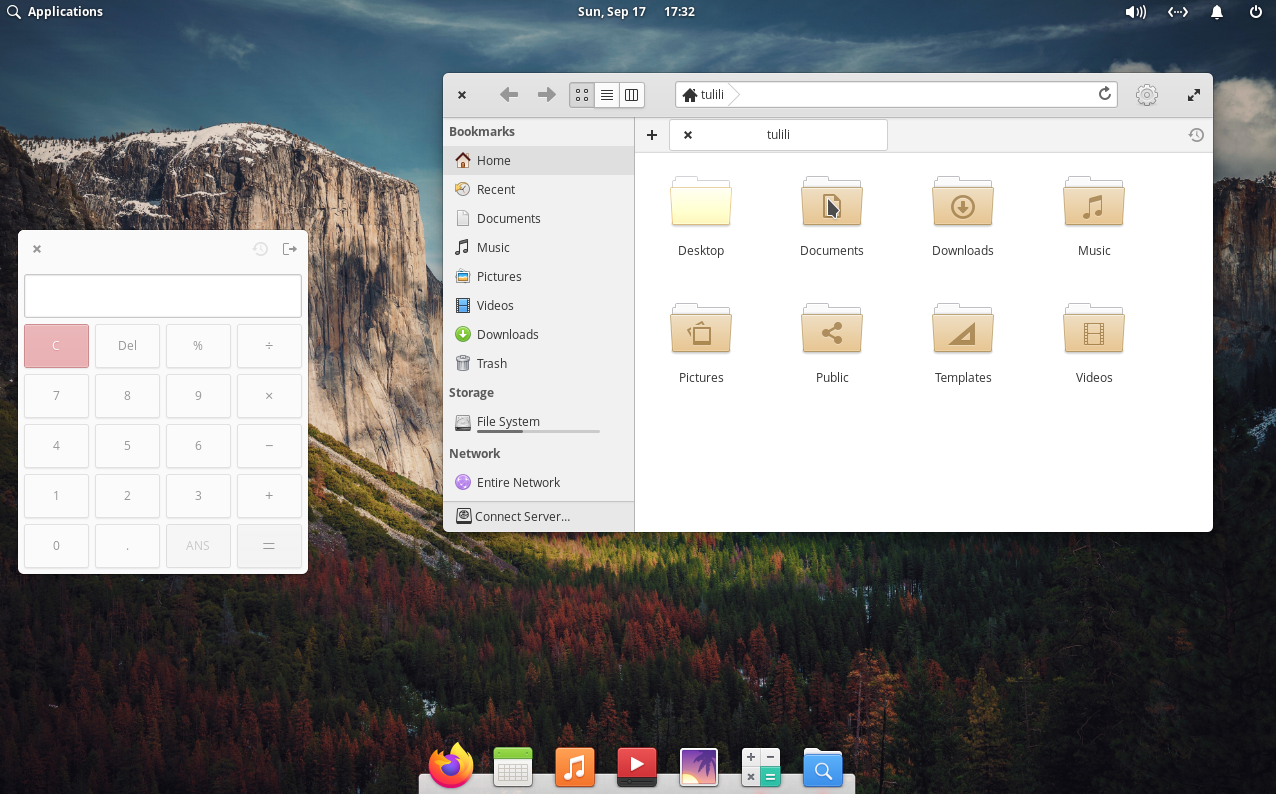 Applications
Sun, Sep 17 17:32
tulili
Bookmarks
Home
Recent
Documents
Music
Pictures
Videos
Downloads
Trash
Storage
File System
Network
Entire Network
Connect Server...
tulili
Desktop
Documents
Downloads
Music
Pictures
Public
Templates
Videos
C Del % ÷
7 8 9 ×
4 5 6 −
1 2 3 +
0 . ANS =